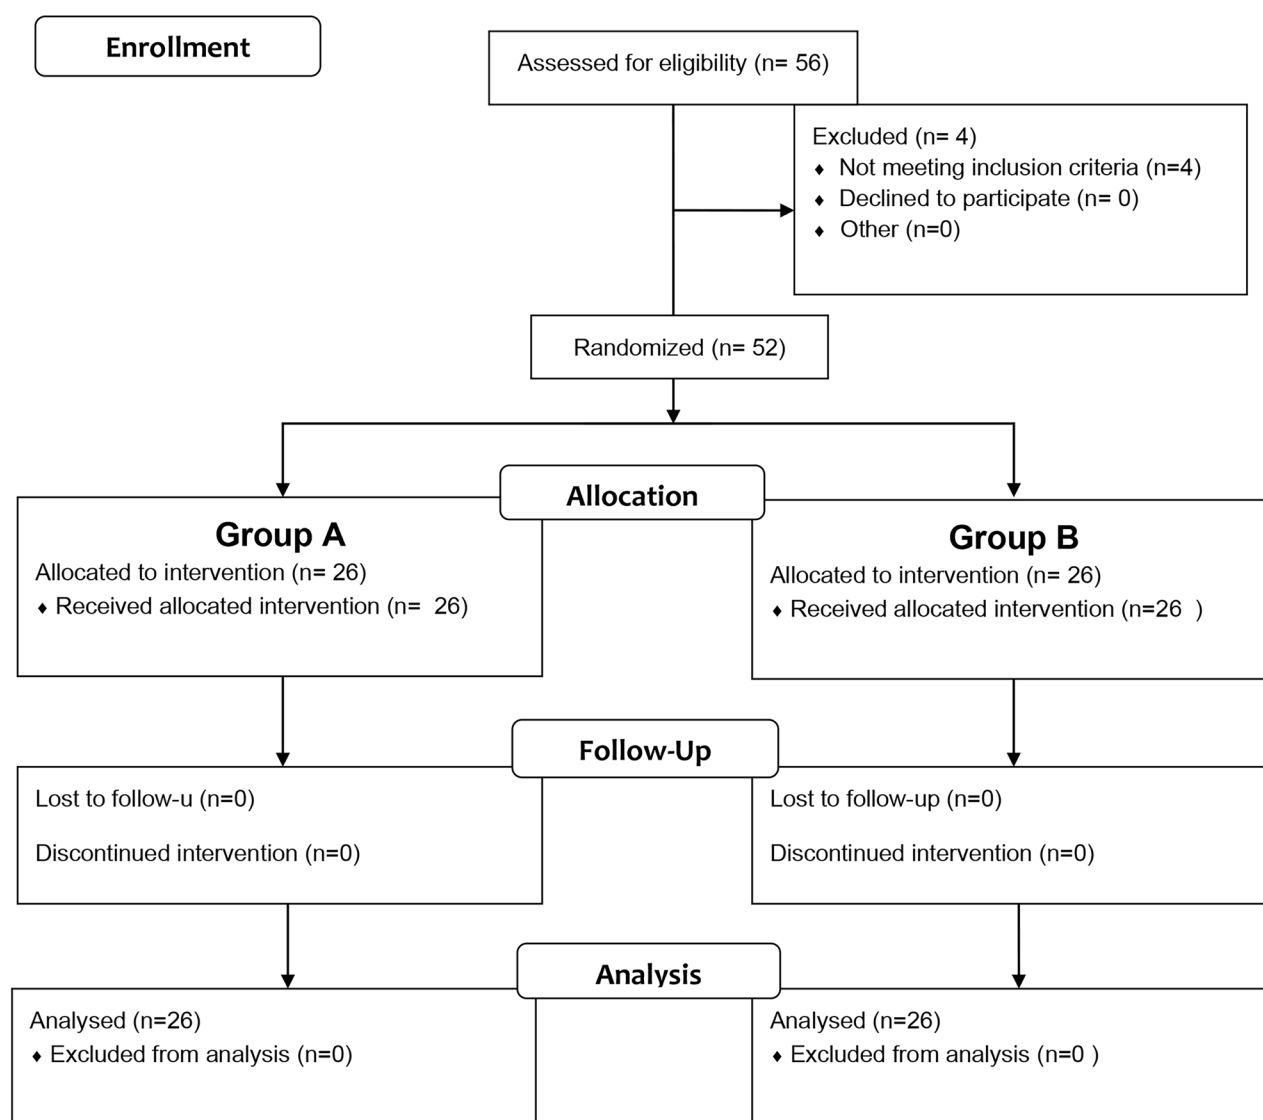 Enrollment
Assessed for eligibility (n= 56)
Excluded (n= 4)
♦ Not meeting inclusion criteria (n=4)
♦ Declined to participate (n= 0)
♦ Other (n=0)
Randomized (n= 52)
Allocation
Group A
Allocated to intervention (n= 26)
♦ Received allocated intervention (n=  26)
Group B
Allocated to intervention (n= 26)
♦ Received allocated intervention (n=26  )
Follow-Up
Lost to follow-u (n=0)
Discontinued intervention (n=0)
Lost to follow-up (n=0)
Discontinued intervention (n=0)
Analysis
Analysed (n=26)
♦ Excluded from analysis (n=0)
Analysed (n=26)
♦ Excluded from analysis (n=0 )